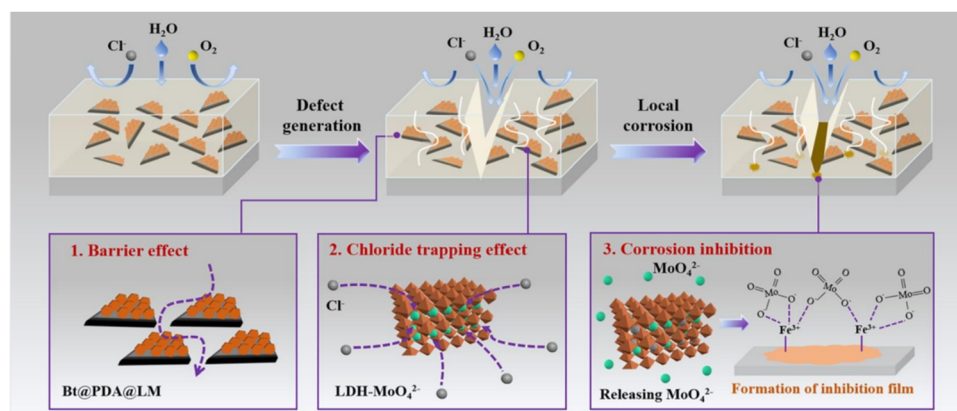 Cl⁻
H₂O
O₂
Defect
generation
Cl⁻
H₂O
O₂
Local
corrosion
Cl⁻
H₂O
O₂
1. Barrier effect
Bt@PDA@LM
2. Chloride trapping effect
Cl⁻
LDH-MoO₄²⁻
3. Corrosion inhibition
MoO₄²⁻
Releasing MoO₄²⁻
O O O O O
Mo Mo Mo
O O⁻ O⁻ O⁻ O⁻ O⁻
Fe³⁺ Fe³⁺
Formation of inhibition film